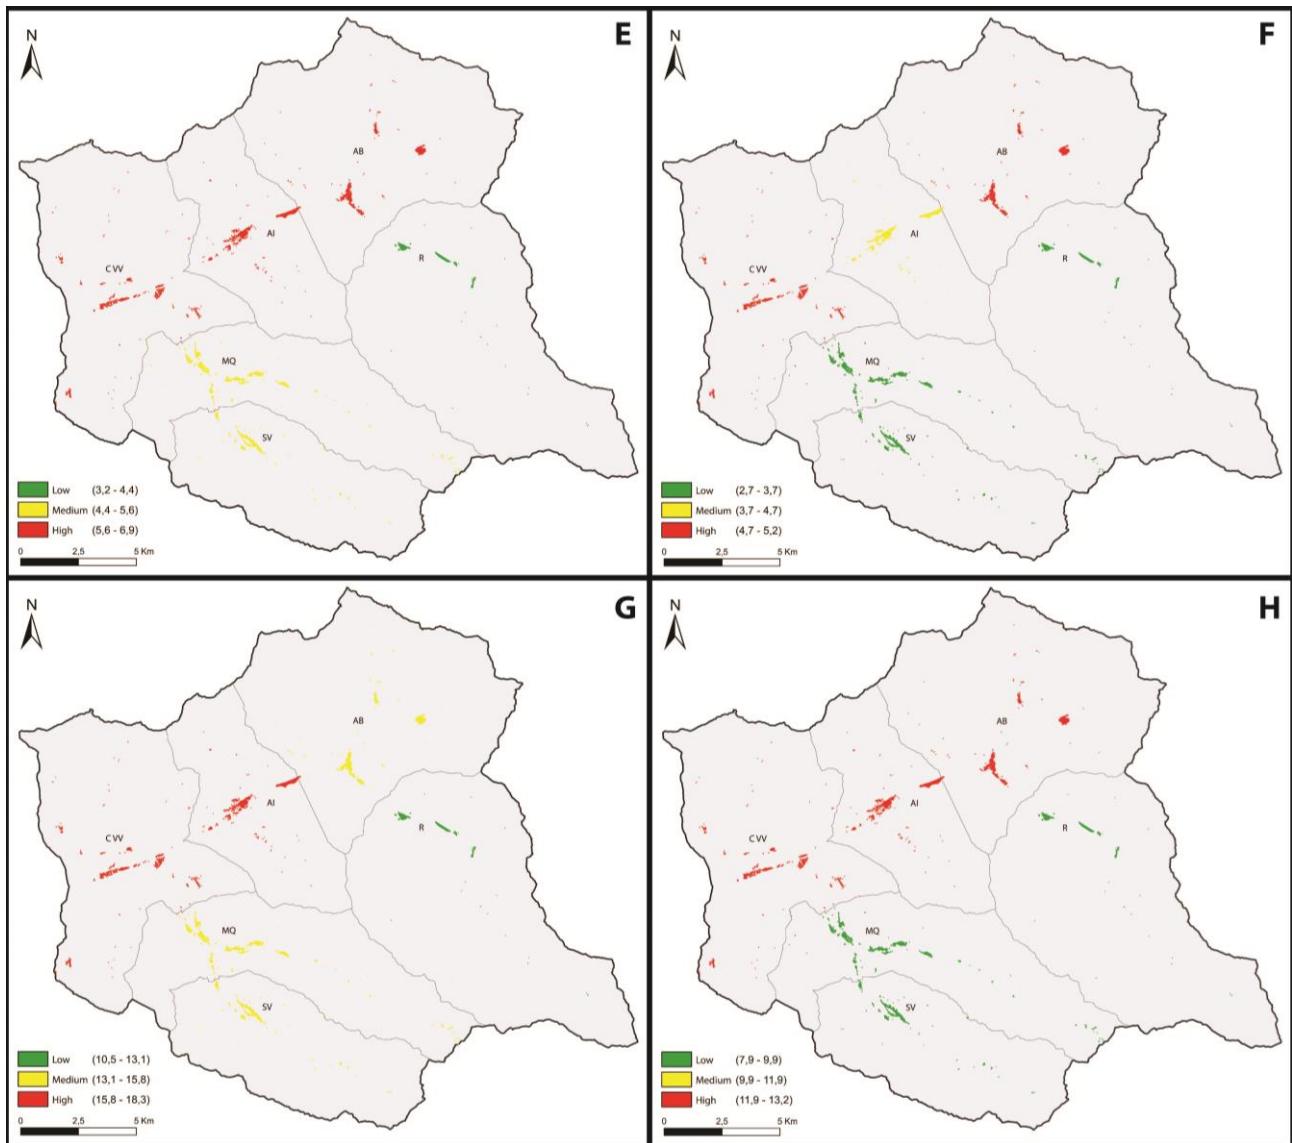 N
E
AB
AI
R
C VV
MQ
SV
Low (3,2 - 4,4)
Medium (4,4 - 5,6)
High (5,6 - 6,9)
0 2,5 5 Km
N
F
AB
AI
R
C VV
MQ
SV
Low (2,7 - 3,7)
Medium (3,7 - 4,7)
High (4,7 - 5,2)
0 2,5 5 Km
N
G
AB
AI
R
C VV
MQ
SV
Low (10,5 - 13,1)
Medium (13,1 - 15,8)
High (15,8 - 18,3)
0 2,5 5 Km
N
H
AB
AI
R
C VV
MQ
SV
Low (7,9 - 9,9)
Medium (9,9 - 11,9)
High (11,9 - 13,2)
0 2,5 5 Km